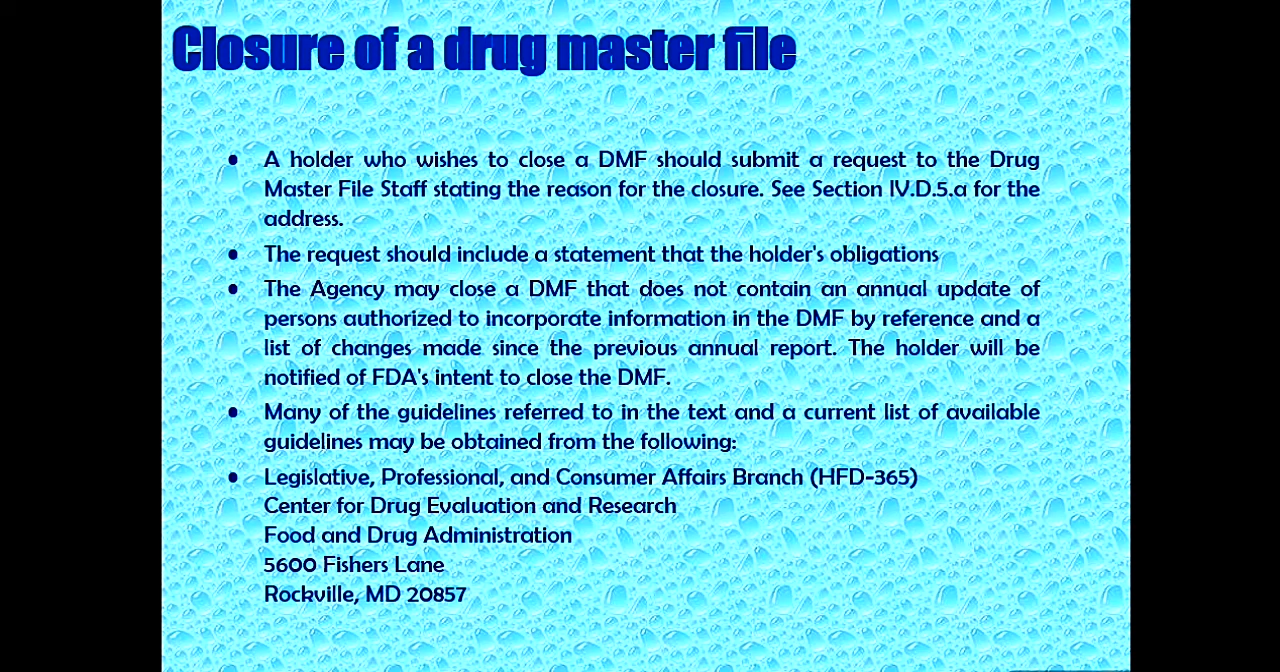 Closure of a drug master file
• A holder who wishes to close a DMF should submit a request to the Drug
Master File Staff stating the reason for the closure. See Section IV.D.5.a for the
address.
• The request should include a statement that the holder's obligations
• The Agency may close a DMF that does not contain an annual update of
persons authorized to incorporate information in the DMF by reference and a
list of changes made since the previous annual report. The holder will be
notified of FDA's intent to close the DMF.
• Many of the guidelines referred to in the text and a current list of available
guidelines may be obtained from the following:
• Legislative, Professional, and Consumer Affairs Branch (HFD-365)
Center for Drug Evaluation and Research
Food and Drug Administration
5600 Fishers Lane
Rockville, MD 20857